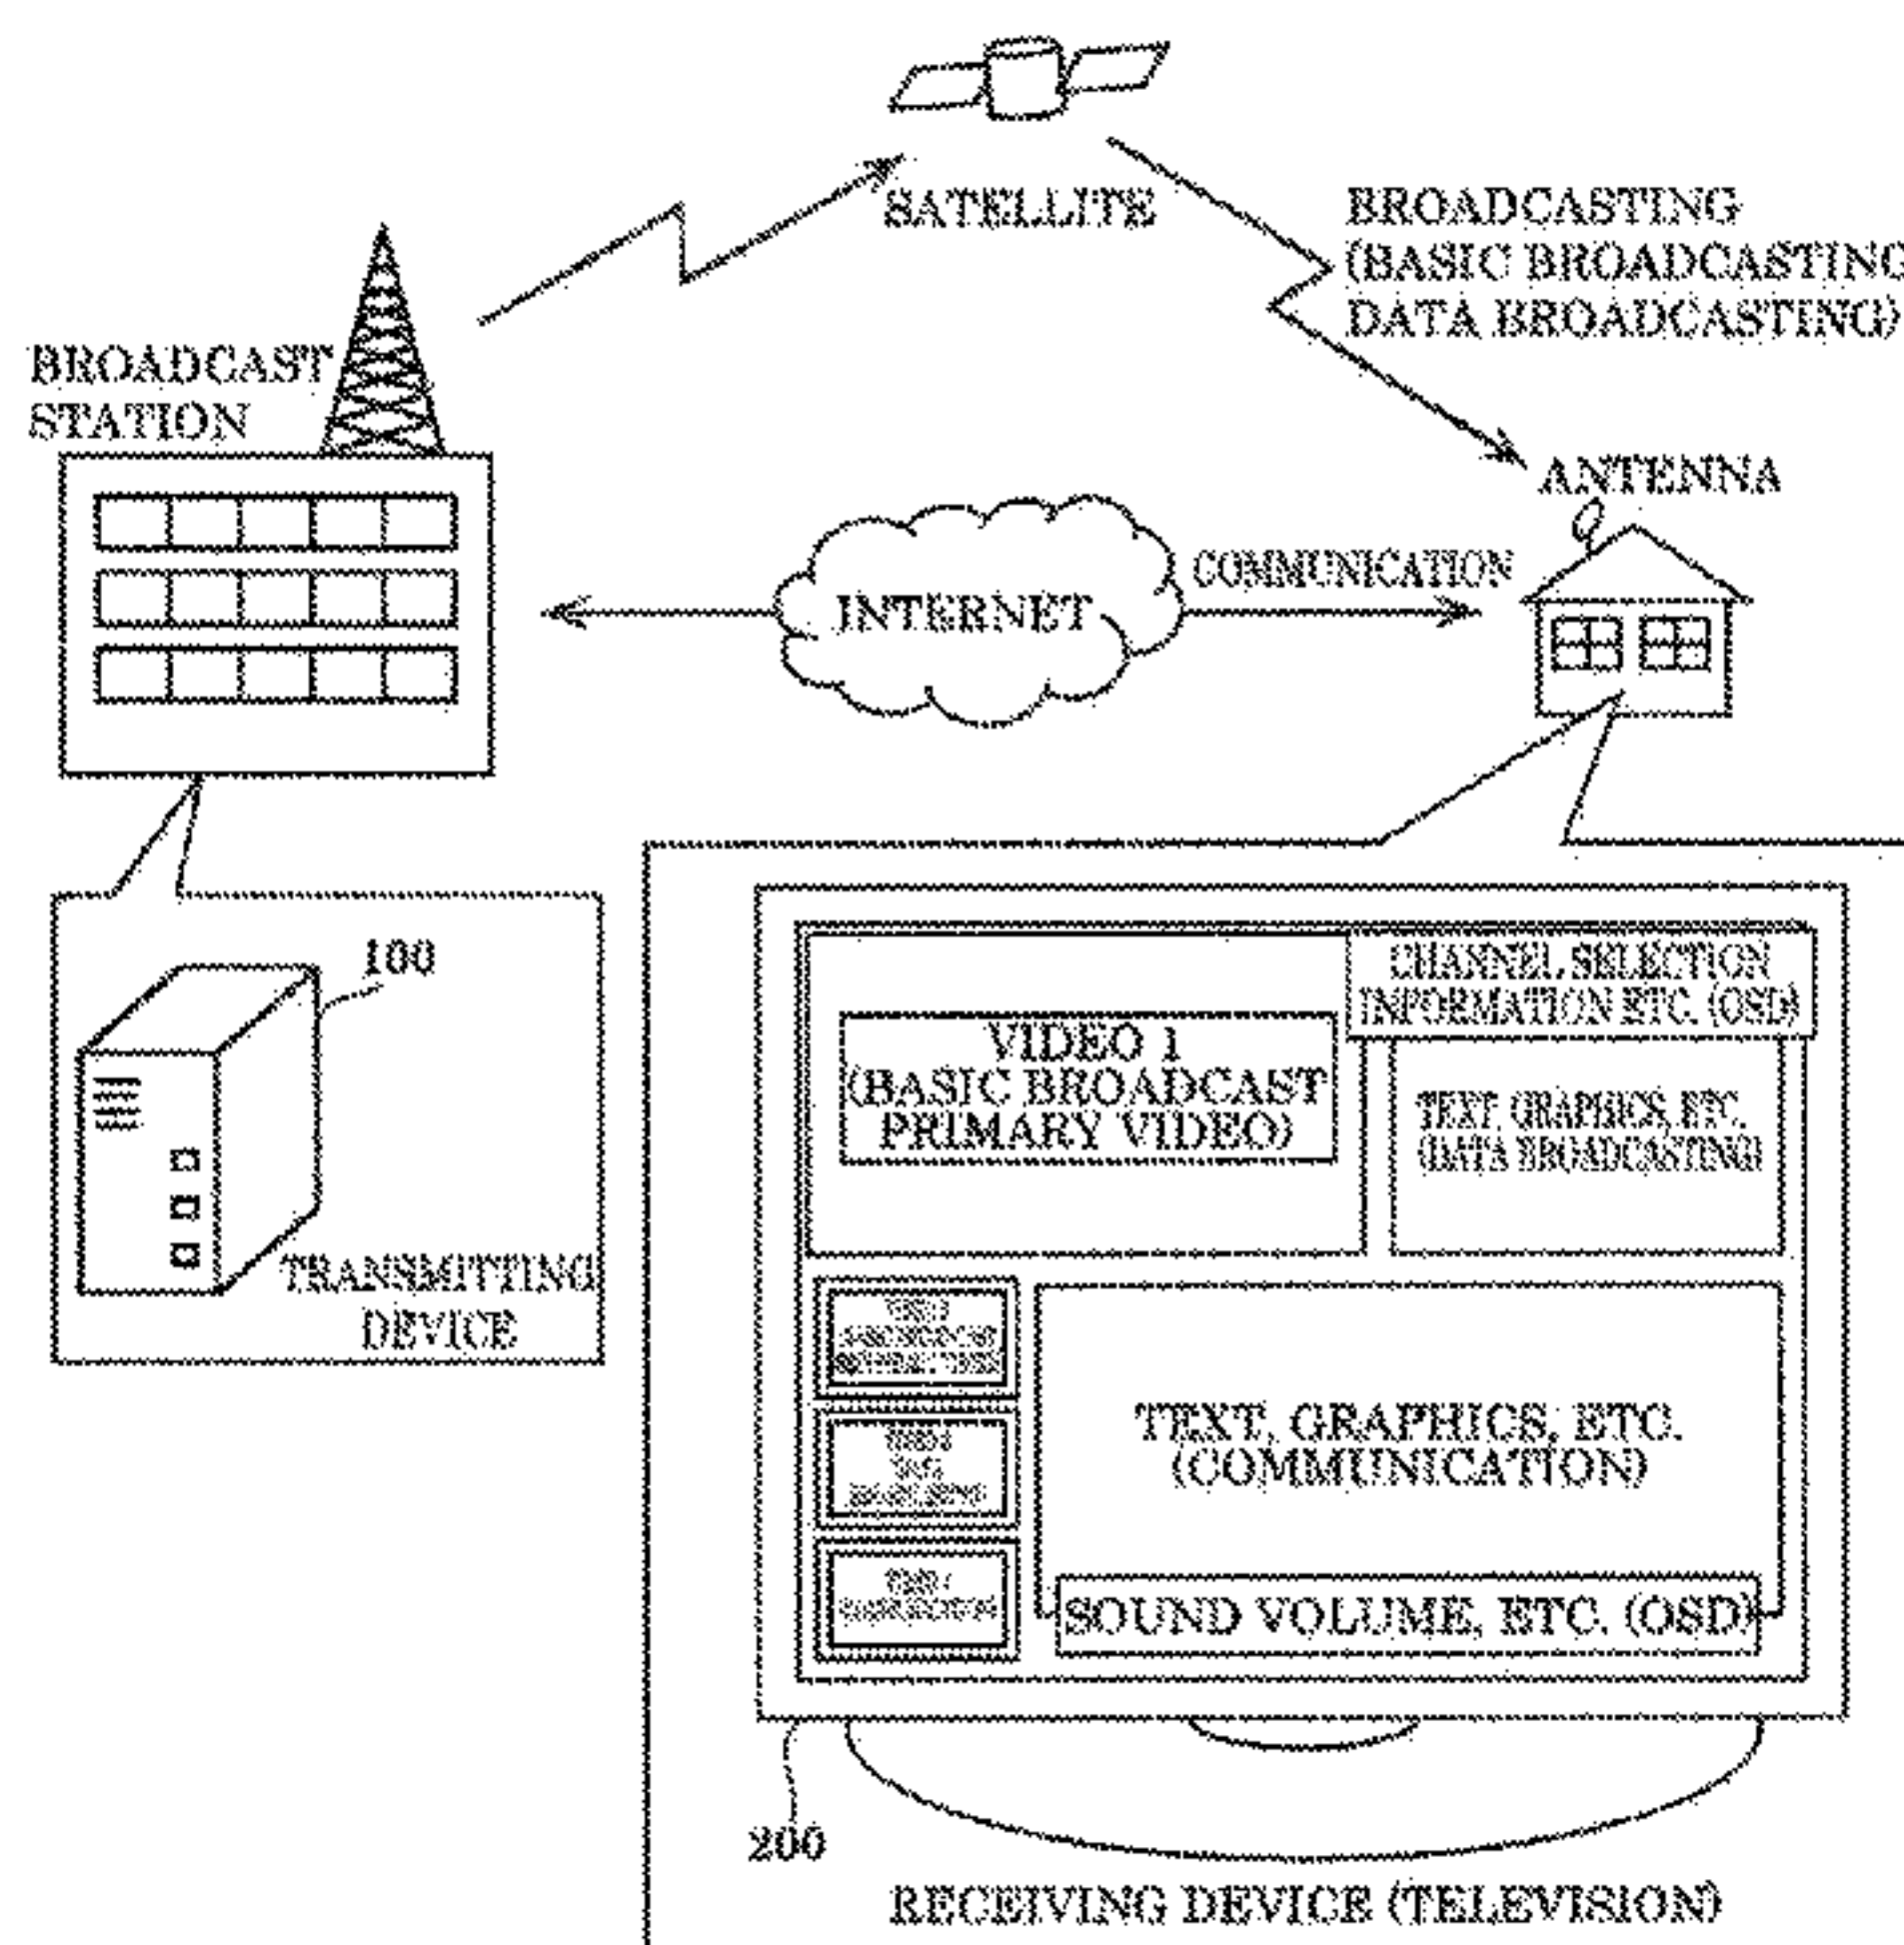 SATELLITE
BROADCASTING
(BASIC BROADCASTING
DATA BROADCASTING)
BROADCAST
STATION
ANTENNA
COMMUNICATION
INTERNET
100
TRANSMITTING
DEVICE
CHANNEL SELECTION
INFORMATION ETC. (OSD)
VIDEO 1
(BASIC BROADCAST
PRIMARY VIDEO)
TEXT, GRAPHICS, ETC.
(DATA BROADCASTING)
TEXT, GRAPHICS, ETC.
(COMMUNICATION)
SOUND VOLUME, ETC. (OSD)
200
RECEIVING DEVICE (TELEVISION)